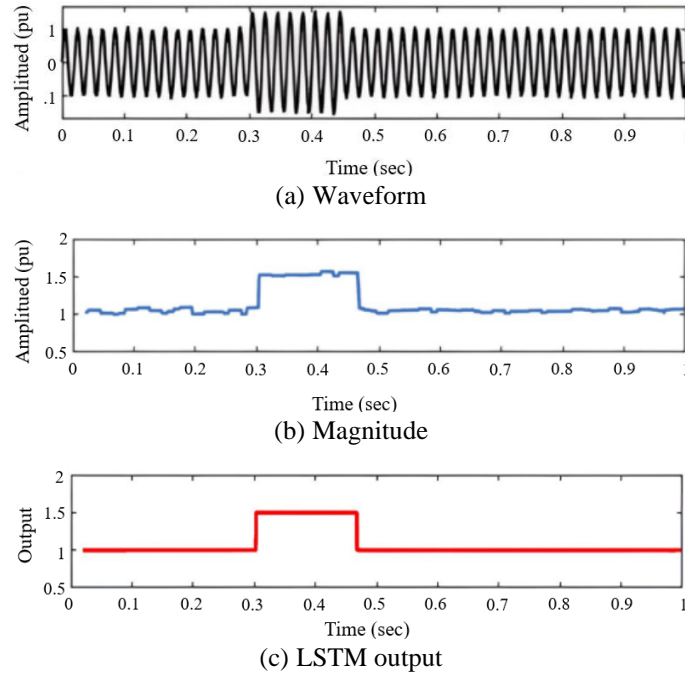 Amplitued (pu)
1
0
.1
0 0.1 0.2 0.3 0.4 0.5 0.6 0.7 0.8 0.9 1
Time (sec)
(a) Waveform
Amplitued (pu)
2
1.5
1
0.5
0 0.1 0.2 0.3 0.4 0.5 0.6 0.7 0.8 0.9
Time (sec)
(b) Magnitude
Output
2
1.5
1
0.5
0 0.1 0.2 0.3 0.4 0.5 0.6 0.7 0.8 0.9 1
Time (sec)
(c) LSTM output